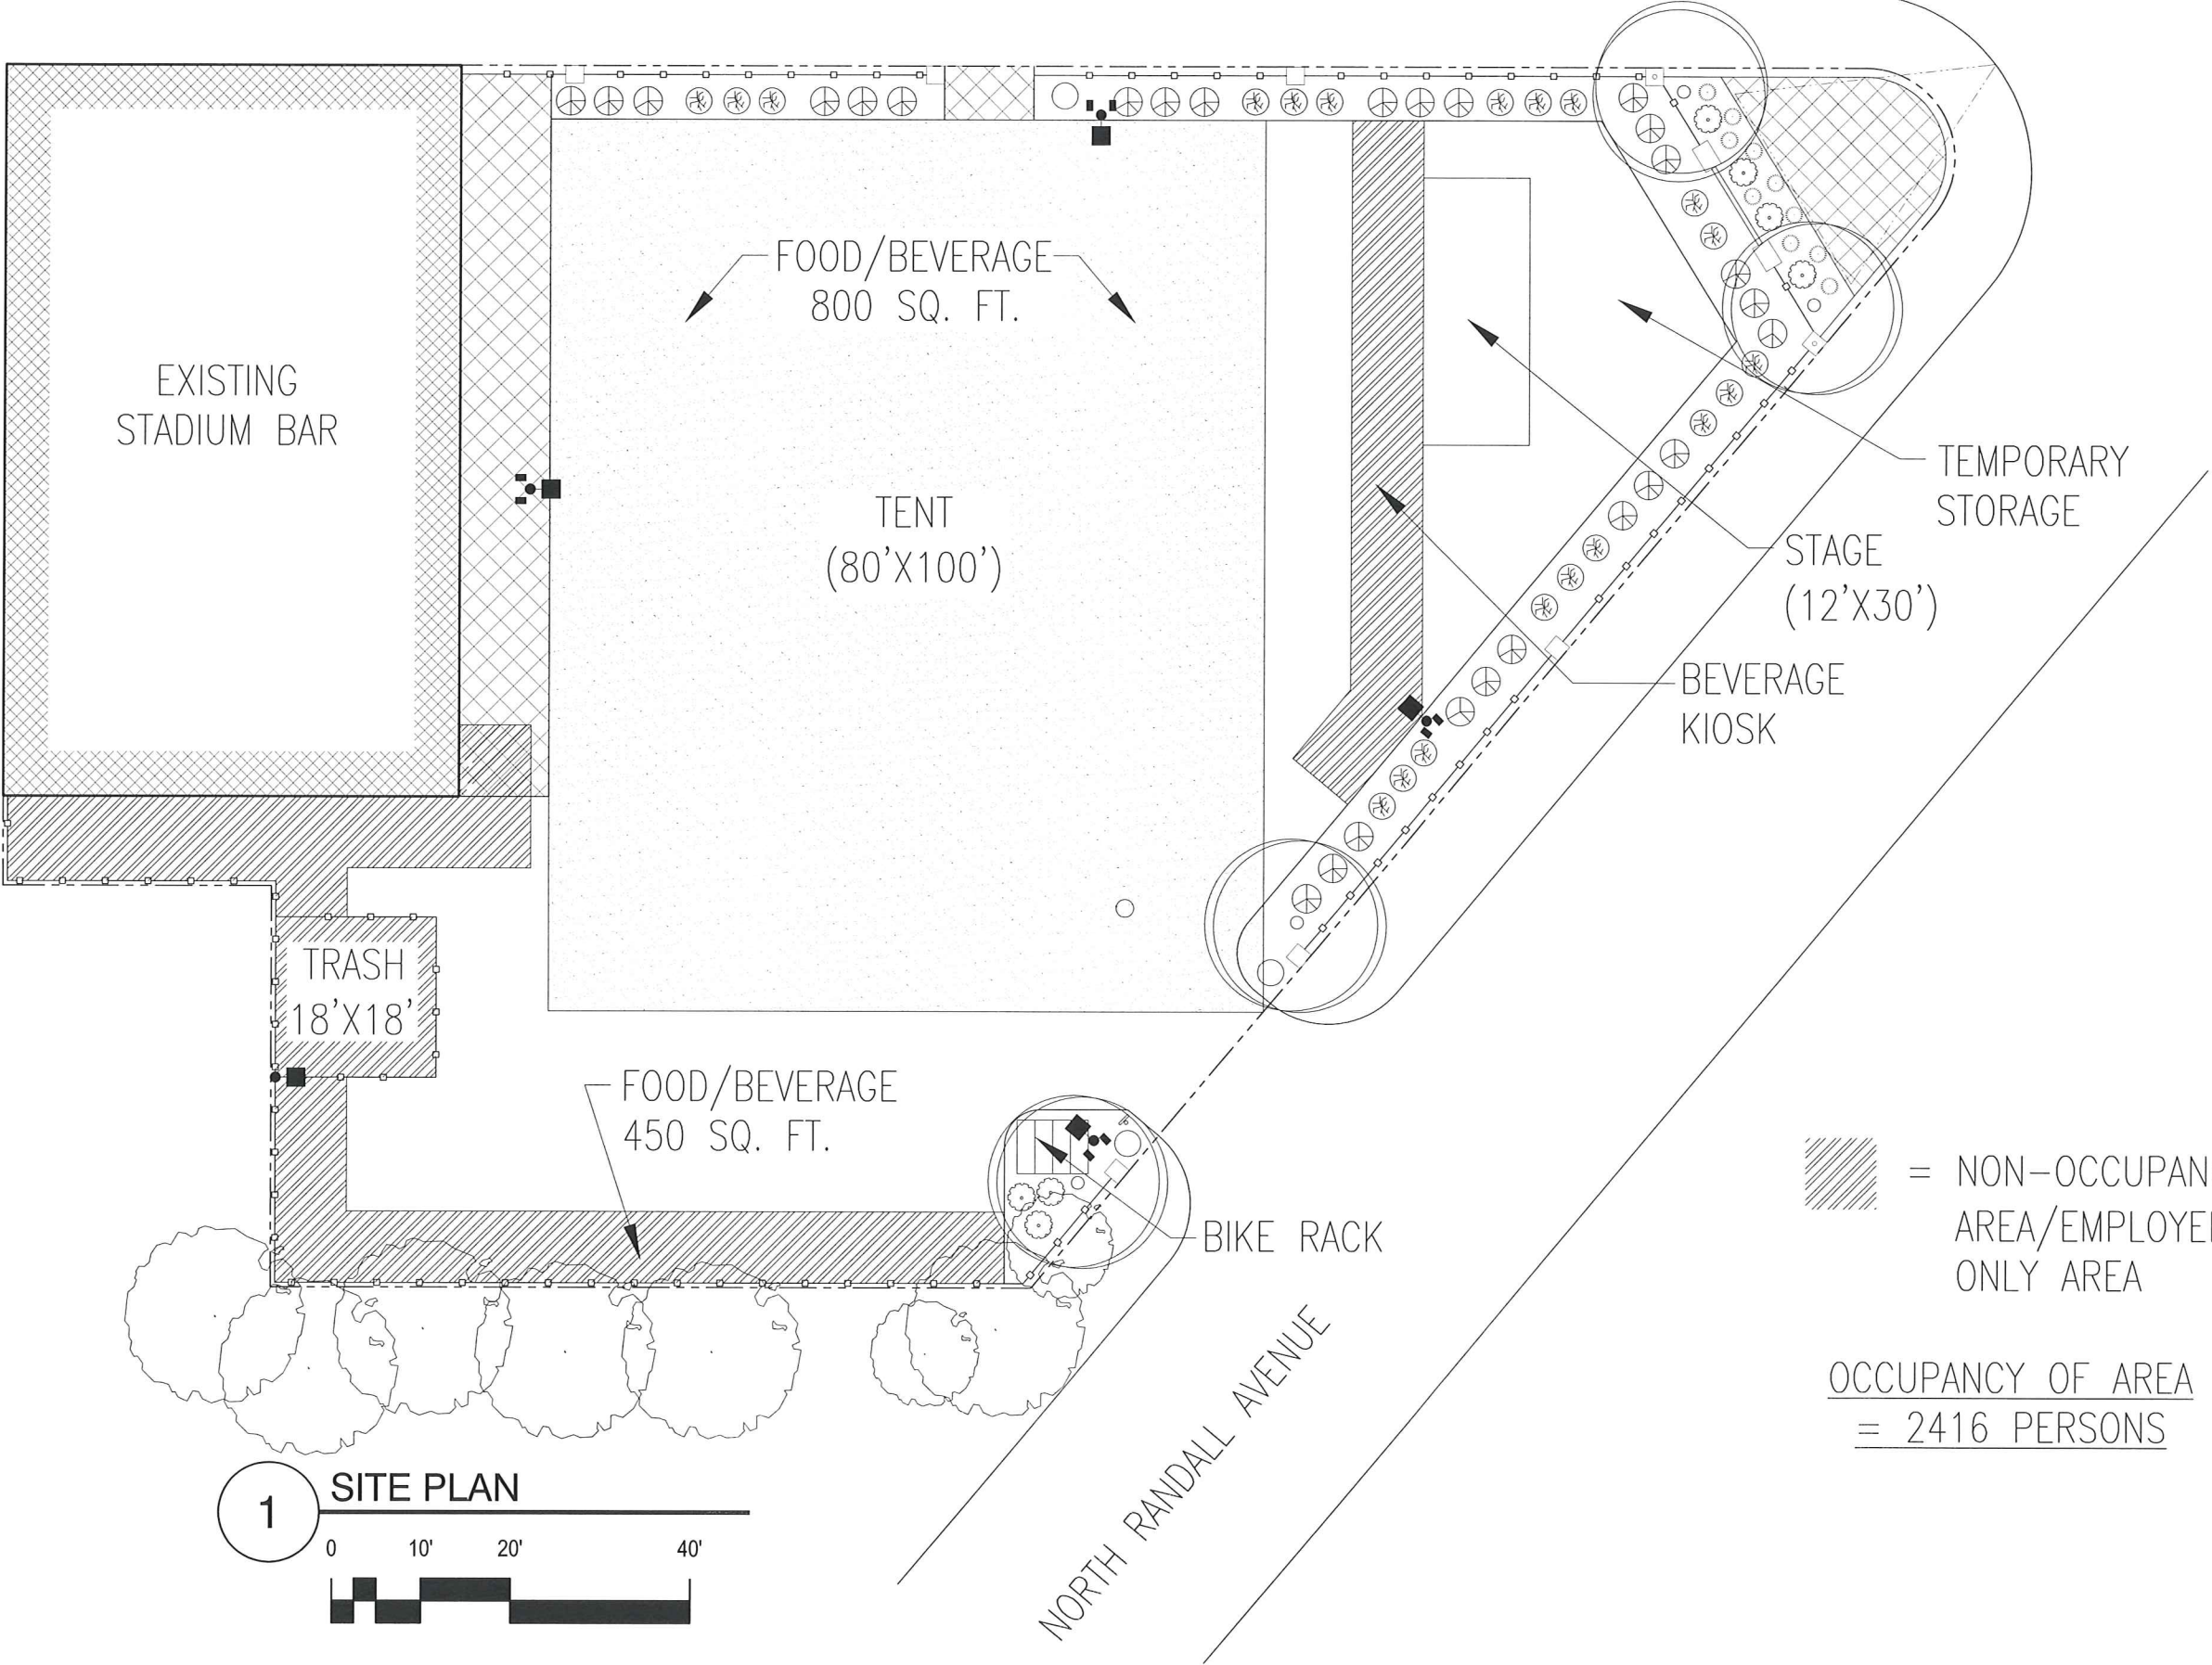 FOOD/BEVERAGE
800 SQ. FT.
EXISTING
STADIUM BAR
TENT
(80'X100')
TEMPORARY
STORAGE
STAGE
(12'X30')
BEVERAGE
KIOSK
TRASH
18'X18'
FOOD/BEVERAGE
450 SQ. FT.
BIKE RACK
= NON-OCCUPAN
AREA/EMPLOYE
ONLY AREA
OCCUPANCY OF AREA
= 2416 PERSONS
NORTH RANDALL AVENUE
1 SITE PLAN
0 10' 20' 40'